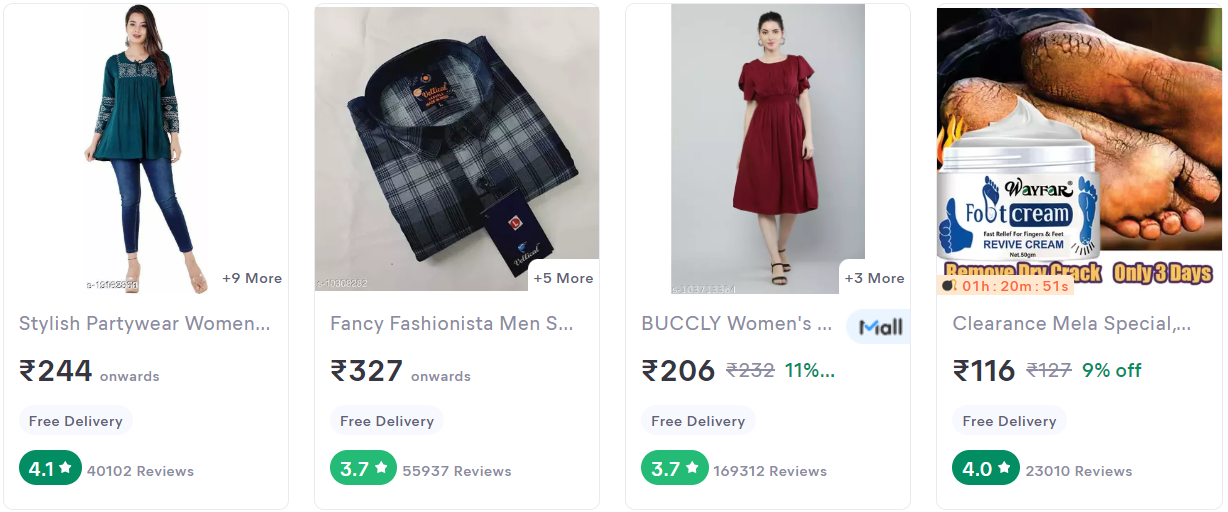 +9 More
Stylish Partywear Women...
₹244 onwards
Free Delivery
4.1 40102 Reviews
Vellical
L
Vellical
s-10308282
+5 More
Fancy Fashionista Men S...
₹327 onwards
Free Delivery
3.7 55937 Reviews
+3 More
BUCCLY Women's ...
Mall
₹206 ₹232 11%...
Free Delivery
3.7 169312 Reviews
WAYFAR®
Foot cream
Fast Relief For Fingers & Feet
REVIVE CREAM
Net.50gm
Remove Dry Crack Only 3 Days
01h : 20m : 51s
Clearance Mela Special,...
₹116 ₹127 9% off
Free Delivery
4.0 23010 Reviews